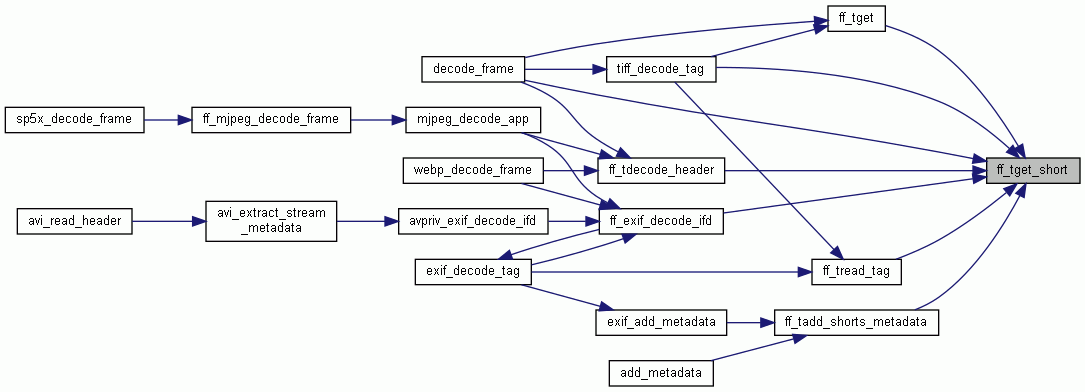 ff_tget
decode_frame
tiff_decode_tag
sp5x_decode_frame
ff_mjpeg_decode_frame
mjpeg_decode_app
webp_decode_frame
ff_tdecode_header
ff_tget_short
avi_read_header
avi_extract_stream
_metadata
avpriv_exif_decode_ifd
ff_exif_decode_ifd
exif_decode_tag
ff_tread_tag
exif_add_metadata
ff_tadd_shorts_metadata
add_metadata